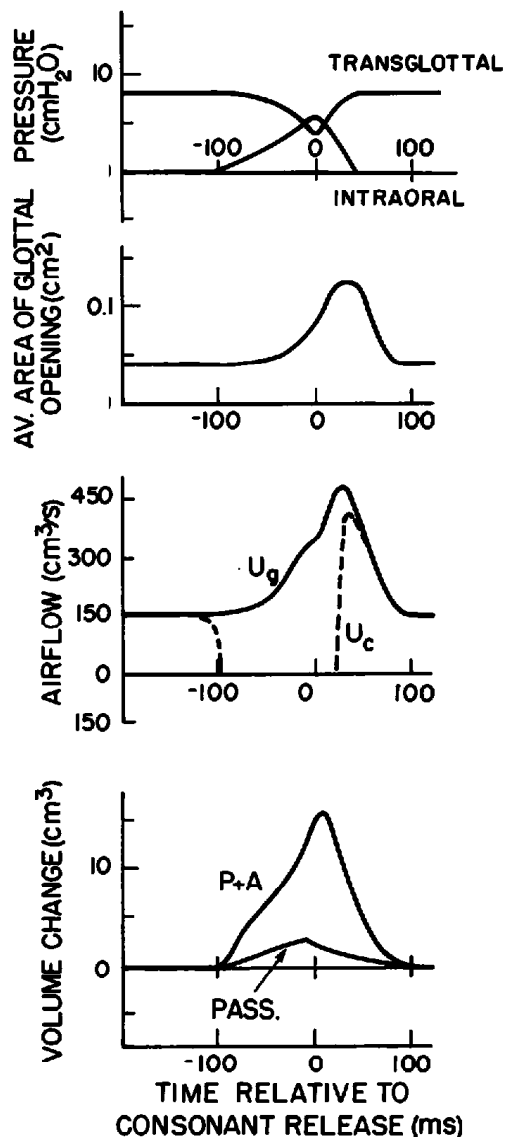 PRESSURE
(cmH₂O)
10
TRANSGLOTTAL
-100
0
100
1
INTRAORAL
AV. AREA OF GLOTTAL
OPENING (cm²)
0.1
1
-100
0
100
AIRFLOW (cm³/s)
450
300
150
0
150
Ug
Uc
-100
0
100
VOLUME CHANGE (cm³)
10
0
P+A
PASS.
-100
0
100
TIME RELATIVE TO
CONSONANT RELEASE (ms)